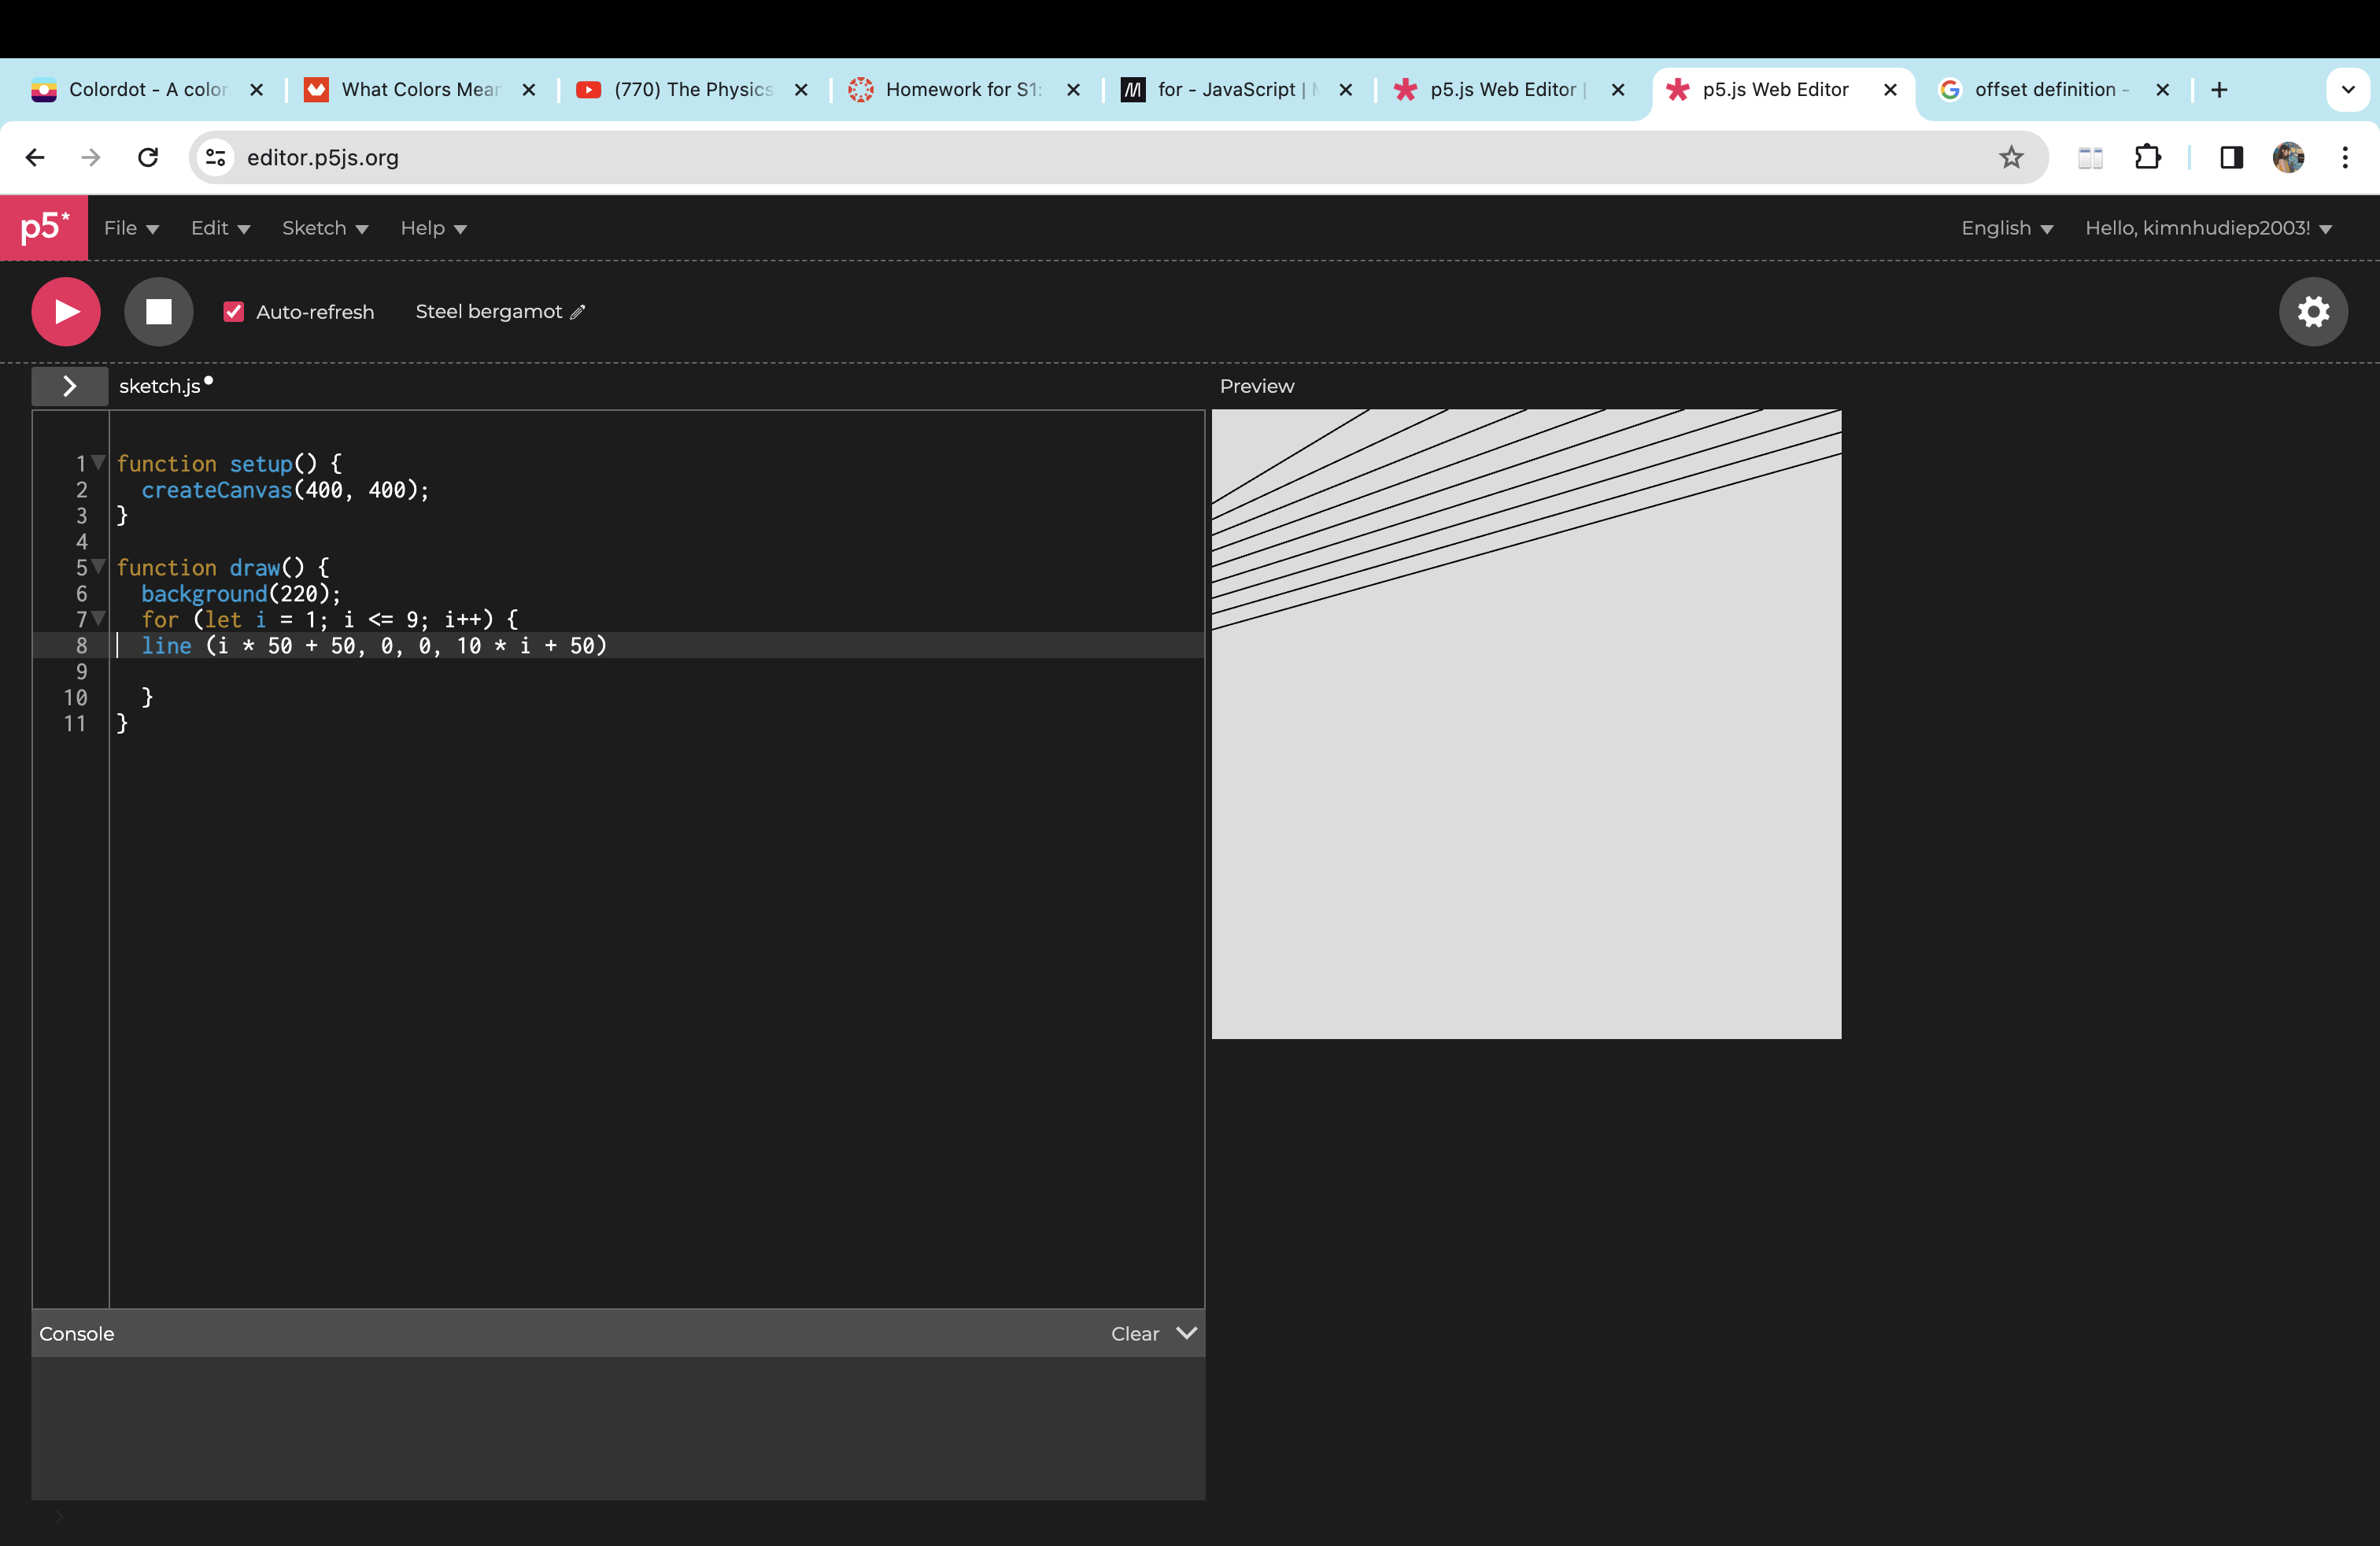 Colordot - A color
What Colors Mean
(770) The Physics
Homework for S1:
for - JavaScript |
p5.js Web Editor |
p5.js Web Editor
offset definition -
editor.p5js.org
p5* File Edit Sketch Help English Hello, kimnhudiep2003!
Auto-refresh Steel bergamot
sketch.js
Preview
1 function setup() {
2 createCanvas(400, 400);
3 }
4
5 function draw() {
6 background(220);
7 for (let i = 1; i <= 9; i++) {
8 line (i * 50 + 50, 0, 0, 10 * i + 50)
9
10 }
11 }
Console Clear
>